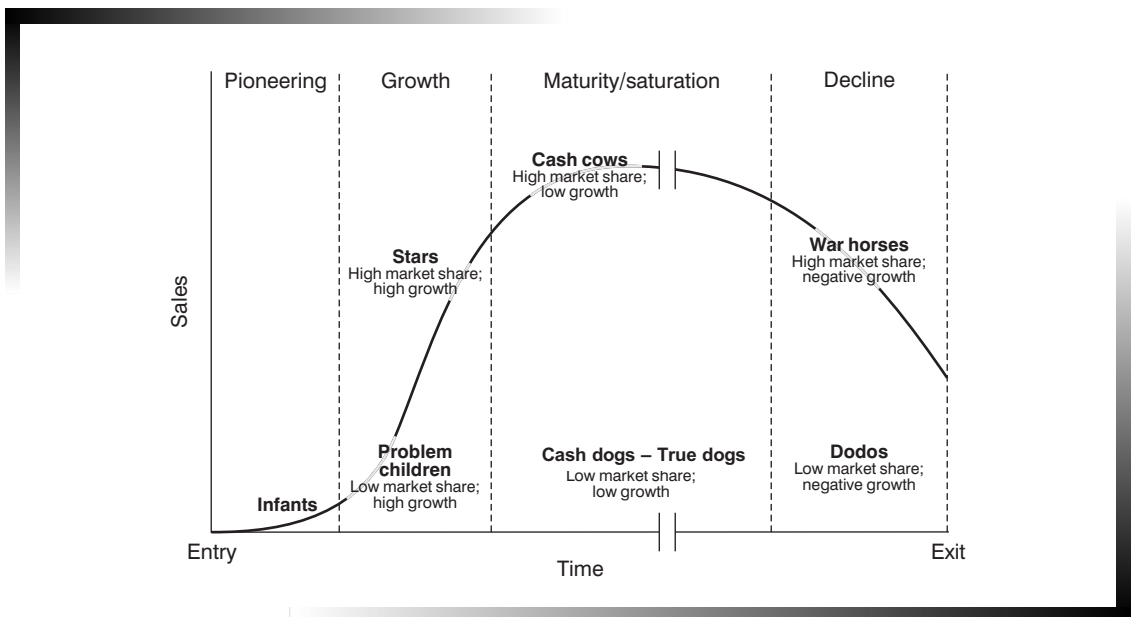 Pioneering
Growth
Maturity/saturation
Decline
Cash cows
High market share;
low growth
Stars
High market share;
high growth
War horses
High market share;
negative growth
Sales
Problem
children
Low market share;
high growth
Cash dogs – True dogs
Low market share;
low growth
Dodos
Low market share;
negative growth
Infants
Entry
Time
Exit